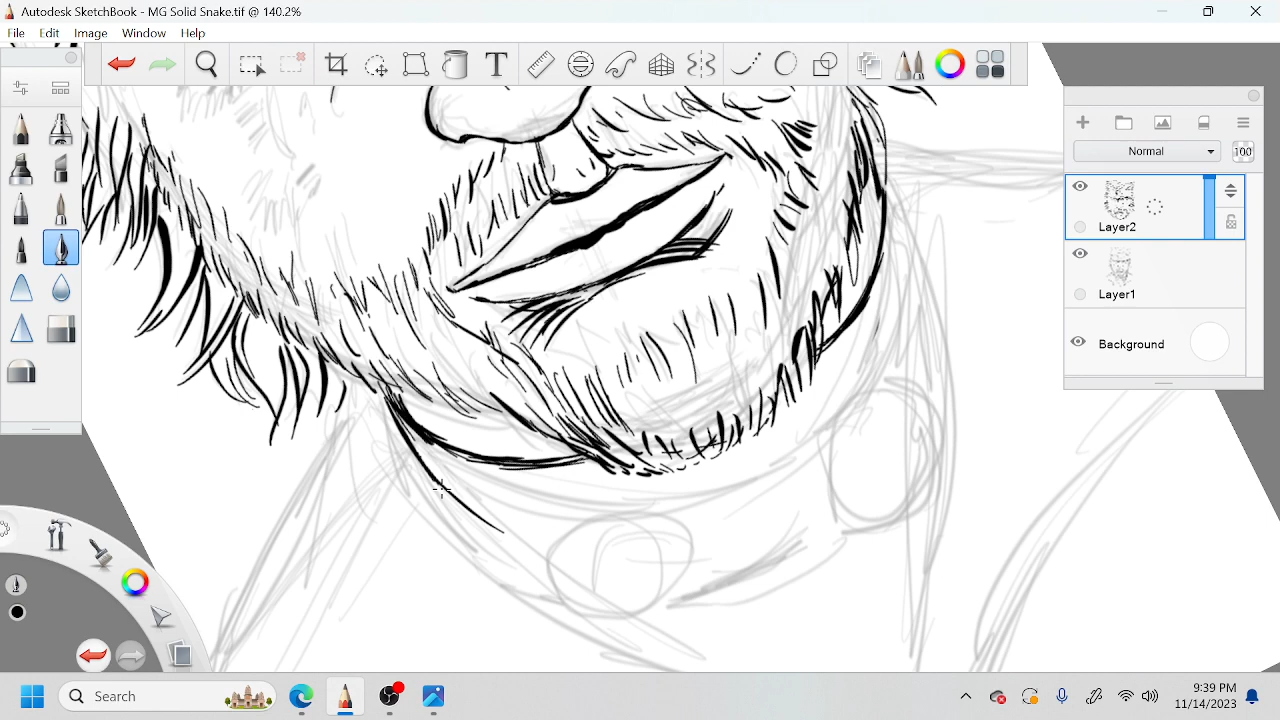 Autodesk SketchBook - MG Solid Snake.tif @ 140.2%
File Edit Image Window Help
T
Normal 100
Layer2
Layer1
Background
Search
9:39 PM
11/14/2023